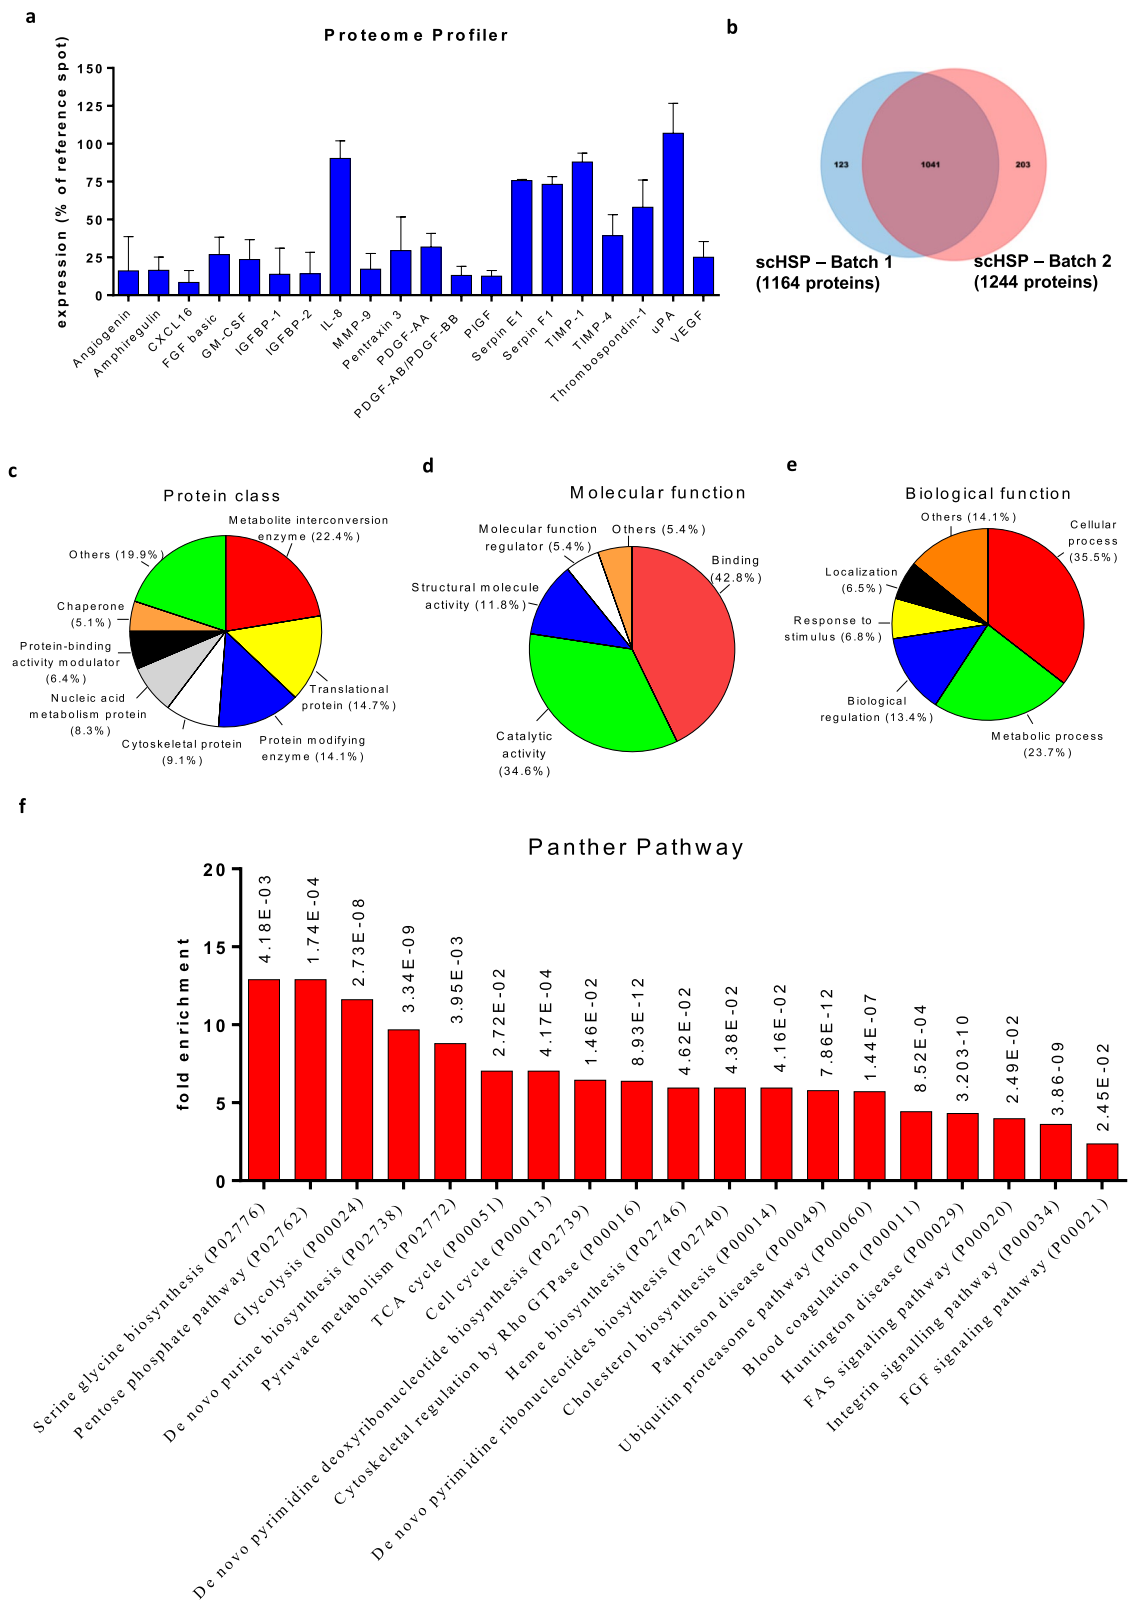 a
Proteome Profiler
expression (% of reference spot)
150
125
100
75
50
25
0
Angiogenin
Amphiregulin
CXCL16
FGF basic
GM-CSF
IGFBP-1
IGFBP-2
IL-8
MMP-9
Pentraxin 3
PDGF-AA
PDGF-AB/PDGF-BB
PlGF
Serpin E1
Serpin F1
TIMP-1
TIMP-4
Thrombospondin-1
uPA
VEGF
b
123
1041
203
scHSP – Batch 1
(1164 proteins)
scHSP – Batch 2
(1244 proteins)
c
Protein class
Metabolite interconversion
enzyme (22.4%)
Others (19.9%)
Chaperone
(5.1%)
Protein-binding
activity modulator
(6.4%)
Nucleic acid
metabolism protein
(8.3%)
Cytoskeletal protein
(9.1%)
Protein modifying
enzyme (14.1%)
Translational
protein (14.7%)
d
Molecular function
Molecular function
regulator (5.4%)
Others (5.4%)
Binding
(42.8%)
Structural molecule
activity (11.8%)
Catalytic
activity
(34.6%)
e
Biological function
Others (14.1%)
Cellular
process
(35.5%)
Localization
(6.5%)
Response to
stimulus (6.8%)
Biological
regulation (13.4%)
Metabolic process
(23.7%)
f
Panther Pathway
fold enrichment
20
15
10
5
0
4.18E-03
1.74E-04
2.73E-08
3.34E-09
3.95E-03
2.72E-02
4.17E-04
1.46E-02
8.93E-12
4.62E-02
4.38E-02
4.16E-02
7.86E-12
1.44E-07
8.52E-04
3.203-10
2.49E-02
3.86-09
2.45E-02
Serine glycine biosynthesis (P02776)
Pentose phosphate pathway (P02762)
Glycolysis (P00024)
De novo purine biosynthesis (P02738)
Pyruvate metabolism (P02772)
TCA cycle (P00051)
Cell cycle (P00013)
De novo pyrimidine deoxyribonucleotide biosynthesis (P02739)
Cytoskeletal regulation by Rho GTPase (P00016)
Heme biosynthesis (P02746)
De novo pyrimidine ribonucleotides biosythesis (P02740)
Cholesterol biosynthesis (P00014)
Parkinson disease (P00049)
Ubiquitin proteasome pathway (P00060)
Blood coagulation (P00011)
Huntington disease (P00029)
FAS signaling pathway (P00020)
Integrin signalling pathway (P00034)
FGF signaling pathway (P00021)